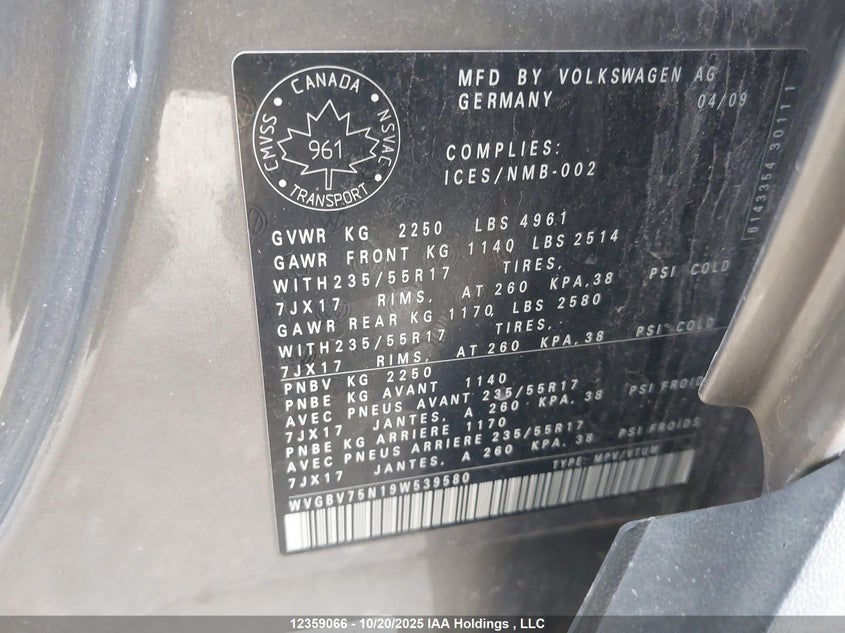 CANADA
CMVSS
NSVAC
961
TRANSPORT
MFD BY VOLKSWAGEN AG
GERMANY 04/09
COMPLIES:
ICES/NMB-002
6143354 30111
GVWR KG 2250 LBS 4961
GAWR FRONT KG 1140 LBS 2514
WITH235/55R17 TIRES,
7JX17 RIMS, AT 260 KPA,38 PSI COLD
GAWR REAR KG 1170 LBS 2580
WITH235/55R17 TIRES,
7JX17 RIMS, AT 260 KPA,38 PSI COLD
PNBV KG 2250
PNBE KG AVANT 1140
AVEC PNEUS AVANT 235/55R17
7JX17 JANTES, A 260 KPA, 38 PSI FROIDS
PNBE KG ARRIERE 1170
AVEC PNEUS ARRIERE 235/55R17
7JX17 JANTES, A 260 KPA, 38 PSI FROIDS
WVGBV75N19W539580 TYPE: MPV/VTUM
12359066 - 10/20/2025 IAA Holdings , LLC